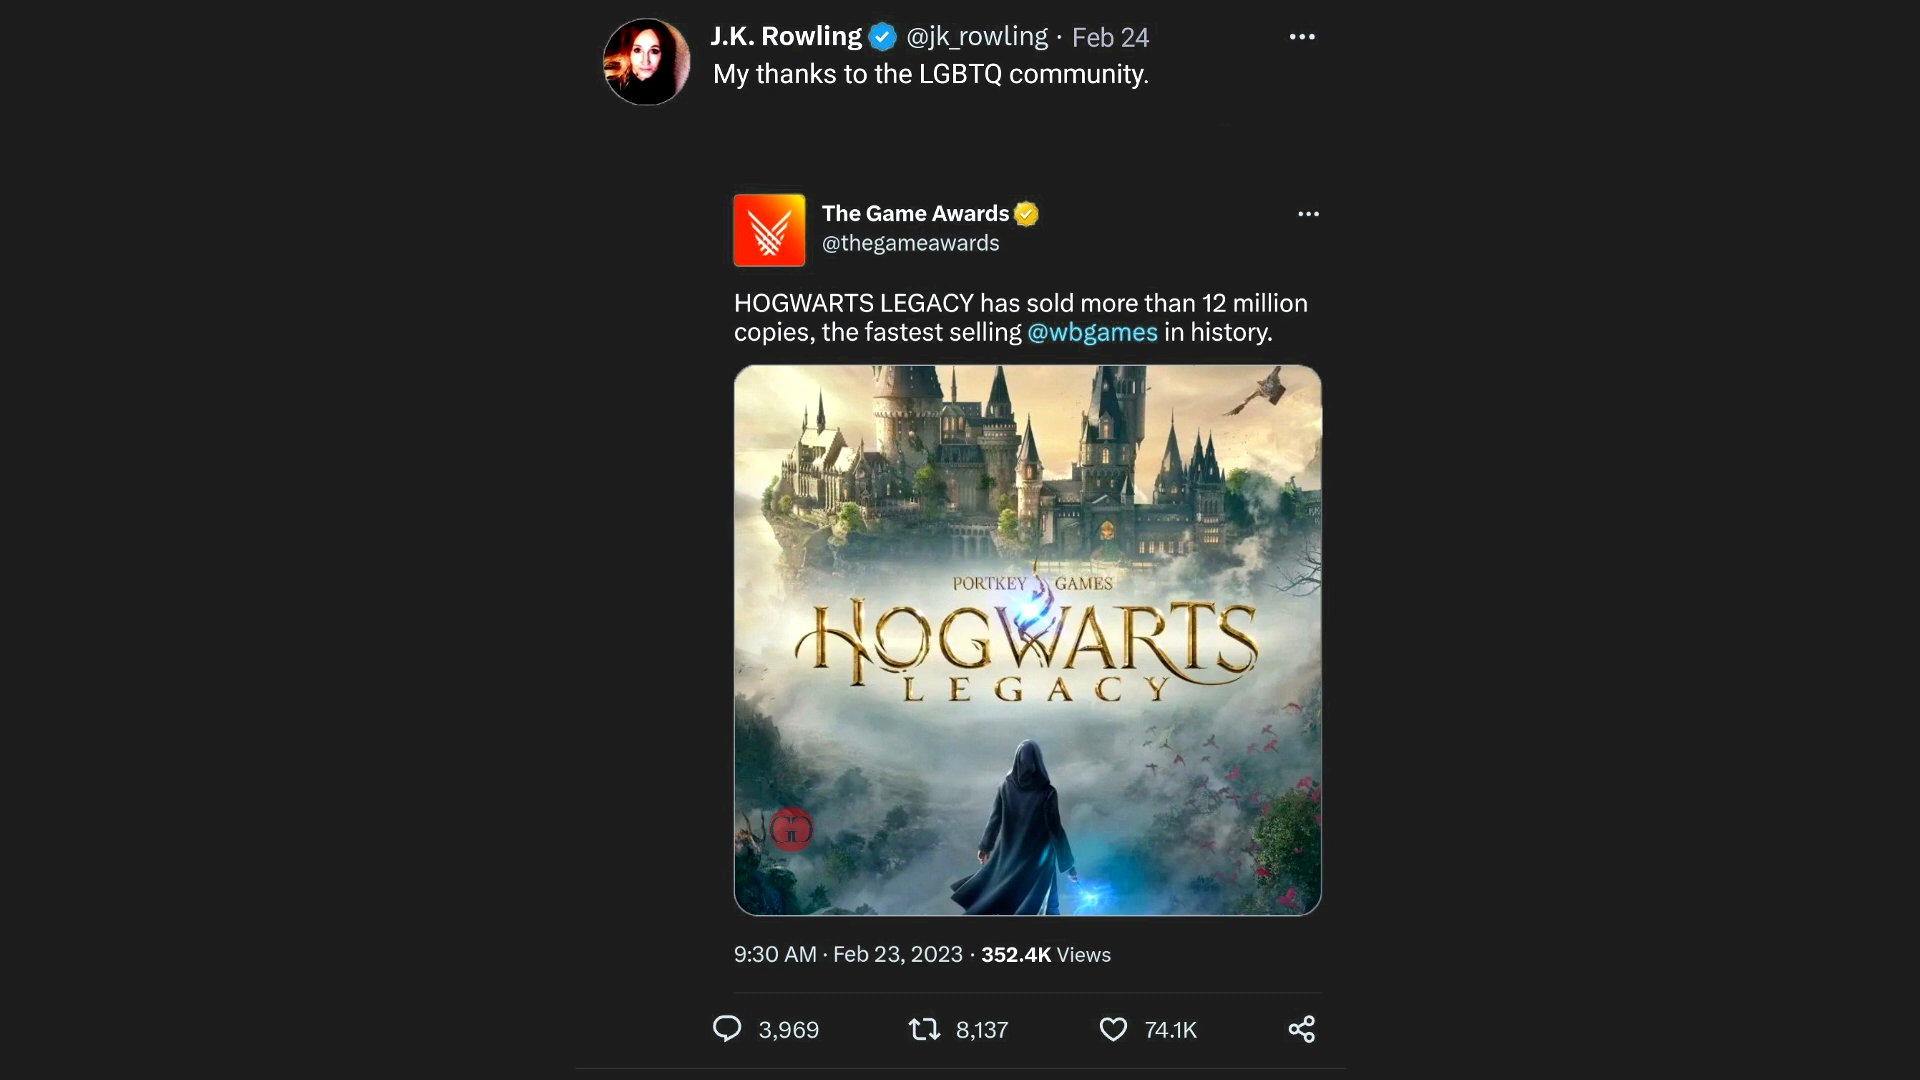 J.K. Rowling @jk_rowling · Feb 24
My thanks to the LGBTQ community.
The Game Awards
@thegameawards
HOGWARTS LEGACY has sold more than 12 million
copies, the fastest selling @wbgames in history.
PORTKEY GAMES
HOGWARTS
LEGACY
9:30 AM · Feb 23, 2023 · 352.4K Views
3,969 8,137 74.1K